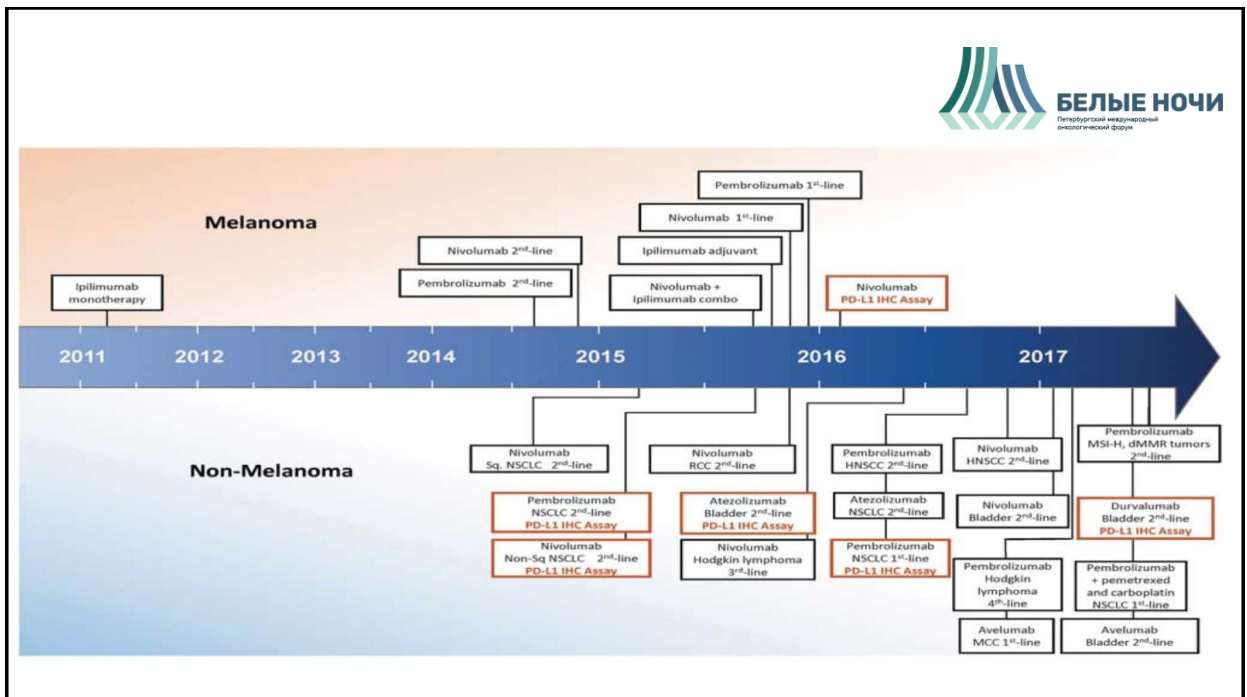 БЕЛЫЕ НОЧИ
Петербургский международный
онкологический форум
Melanoma
Pembrolizumab 1st-line
Nivolumab 1st-line
Nivolumab 2nd-line
Ipilimumab adjuvant
Ipilimumab
monotherapy
Pembrolizumab 2nd-line
Nivolumab +
Ipilimumab combo
Nivolumab
PD-L1 IHC Assay
2011
2012
2013
2014
2015
2016
2017
Non-Melanoma
Nivolumab
Sq. NSCLC 2nd-line
Nivolumab
RCC 2nd-line
Pembrolizumab
HNSCC 2nd-line
Nivolumab
HNSCC 2nd-line
Pembrolizumab
MSI-H, dMMR tumors
2nd-line
Pembrolizumab
NSCLC 2nd-line
PD-L1 IHC Assay
Atezolizumab
Bladder 2nd-line
PD-L1 IHC Assay
Atezolizumab
NSCLC 2nd-line
Nivolumab
Bladder 2nd-line
Durvalumab
Bladder 2nd-line
PD-L1 IHC Assay
Nivolumab
Non-Sq NSCLC 2nd-line
PD-L1 IHC Assay
Nivolumab
Hodgkin lymphoma
3rd-line
Pembrolizumab
NSCLC 1st-line
PD-L1 IHC Assay
Pembrolizumab
Hodgkin
lymphoma
4th-line
Pembrolizumab
+ pemetrexed
and carboplatin
NSCLC 1st-line
Avelumab
MCC 1st-line
Avelumab
Bladder 2nd-line